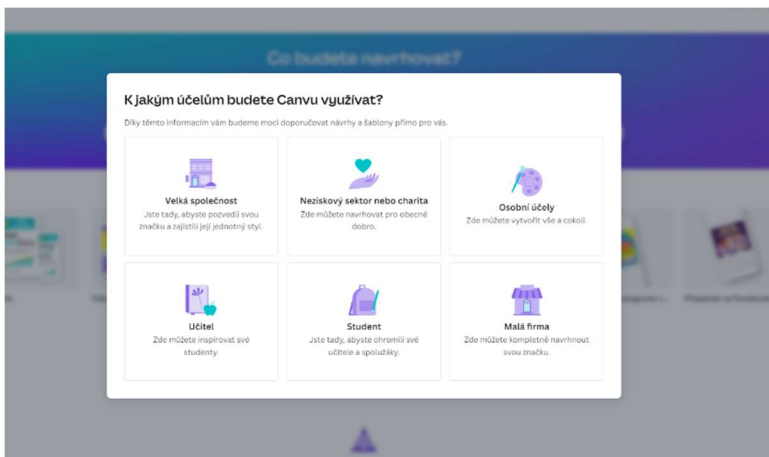 Co budete navrhovat?
K jakým účelům budete Canvu využívat?
Díky těmto informacím vám budeme moci doporučovat návrhy a šablony přímo pro vás.
Velká společnost
Jste tady, abyste pozvedli svou
značku a zajistili její jednotný styl.
Neziskový sektor nebo charita
Zde můžete navrhovat pro obecné
dobro.
Osobní účely
Zde můžete vytvořit vše a cokoli.
Učitel
Zde můžete inspirovat své
studenty.
Student
Jste tady, abyste ohromili své
učitele a spolužáky.
Malá firma
Zde můžete kompletně navrhnout
svou značku.